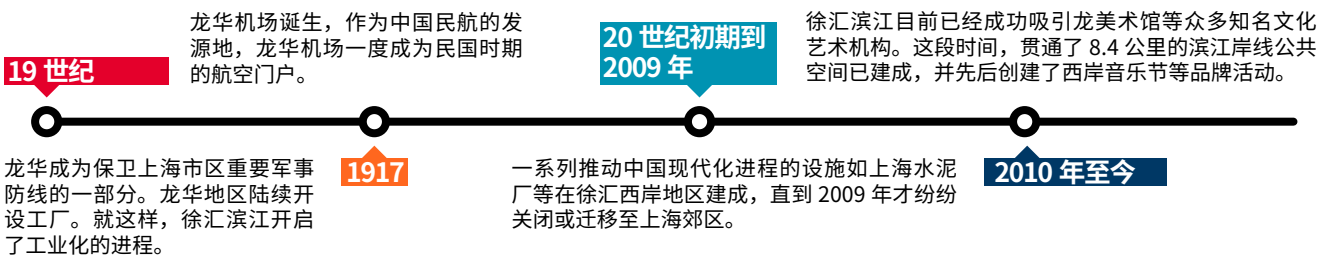 19 世纪
龙华成为保卫上海市区重要军事
防线的一部分。龙华地区陆续开
设工厂。就这样，徐汇滨江开启
了工业化的进程。
龙华机场诞生，作为中国民航的发
源地，龙华机场一度成为民国时期
的航空门户。
1917
20 世纪初期到
2009 年
一系列推动中国现代化进程的设施如上海水泥
厂等在徐汇西岸地区建成，直到 2009 年才纷纷
关闭或迁移至上海郊区。
徐汇滨江目前已经成功吸引龙美术馆等众多知名文化
艺术机构。这段时间，贯通了 8.4 公里的滨江岸线公共
空间已建成，并先后创建了西岸音乐节等品牌活动。
2010 年至今